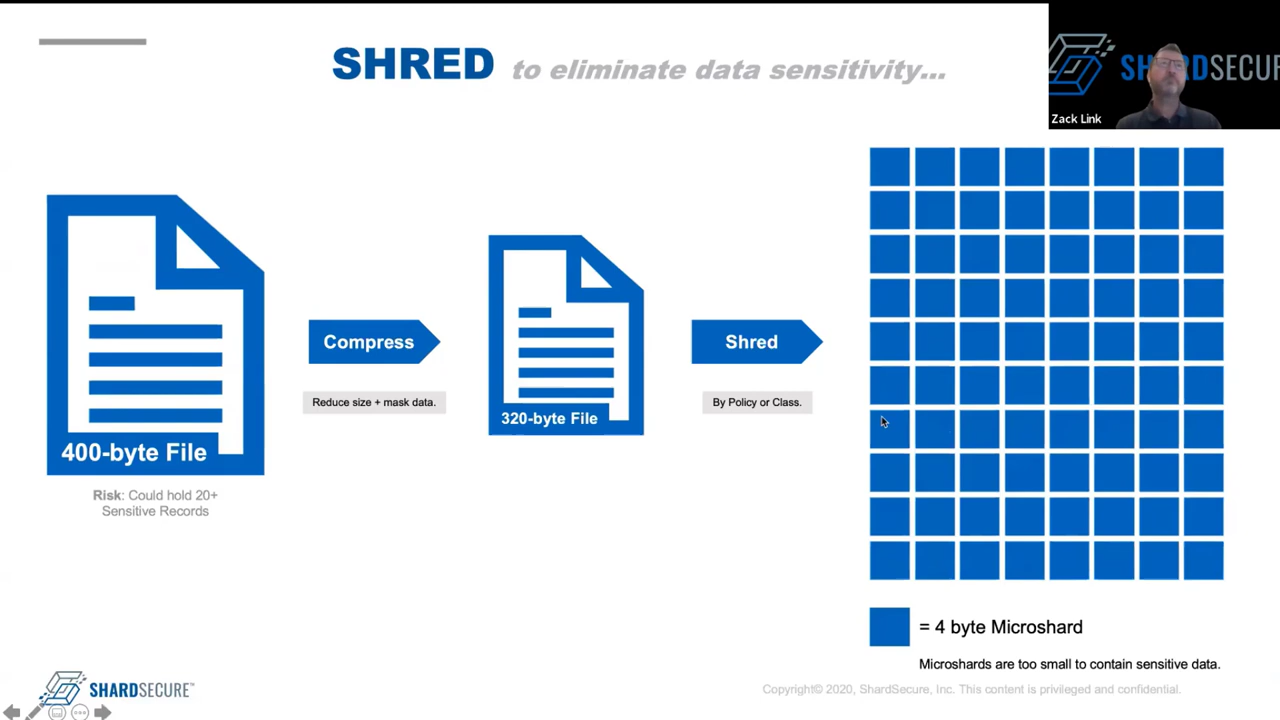 SHRED to eliminate data sensitivity...
SHARDSECUR
Zack Link
400-byte File
Risk: Could hold 20+
Sensitive Records
Compress
Reduce size + mask data.
320-byte File
Shred
By Policy or Class.
= 4 byte Microshard
Microshards are too small to contain sensitive data.
SHARDSECURE™
Copyright© 2020, ShardSecure, Inc. This content is privileged and confidential.